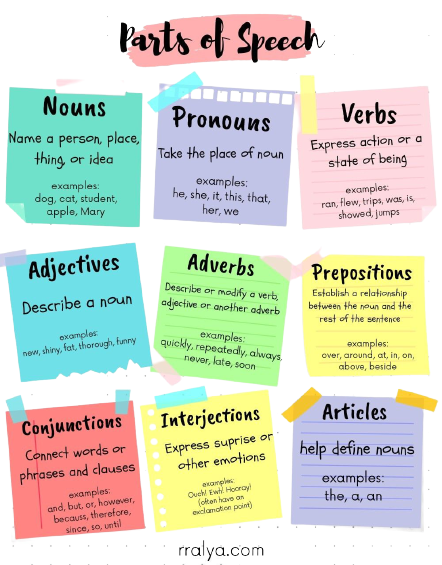 Parts of Speech
Nouns
Name a person, place,
thing, or idea
examples:
dog, cat, student,
apple, Mary
Pronouns
Take the place of noun
examples:
he, she, it, this, that,
her, we
Verbs
Express action or a
state of being
examples:
ran, flew, trips, was, is,
showed, jumps
Adjectives
Describe a noun
examples:
new, shiny, fat, thorough, funny
Adverbs
Describe or modify a verb,
adjective or another adverb
examples:
quickly, repeatedly, always,
never, late, soon
Prepositions
Establish a relationship
between the noun and the
rest of the sentence
examples:
over, around, at, in, on,
above, beside
Conjunctions
Connect words or
phrases and clauses
examples:
and, but, or, however,
because, therefore,
since, so, until
Interjections
Express suprise or
other emotions
examples:
Ouch! Ewh! Hooray!
(often have an
exclamation point)
Articles
help define nouns
examples:
the, a, an
rralya.com